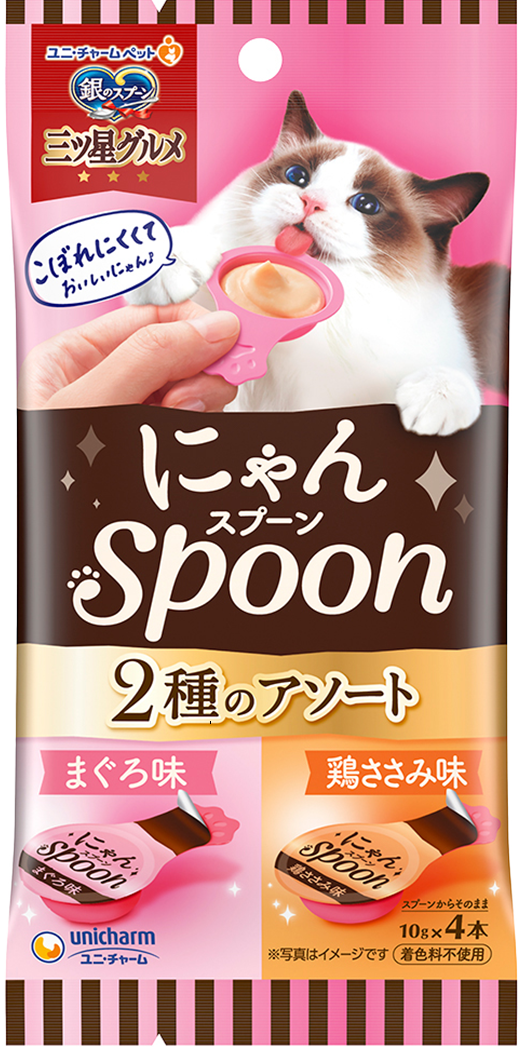 ユニ・チャームペット
銀のスプーン
三ツ星グルメ
こぼれにくくて
おいしいにゃん♪
にゃん
スプーン
Spoon
2種のアソート
まぐろ味
鶏ささみ味
にゃん
スプーン
Spoon
まぐろ味
にゃん
スプーン
Spoon
鶏ささみ味
スプーンからそのまま
10g×4本
unicharm
ユニ・チャーム
※写真はイメージです
着色料不使用